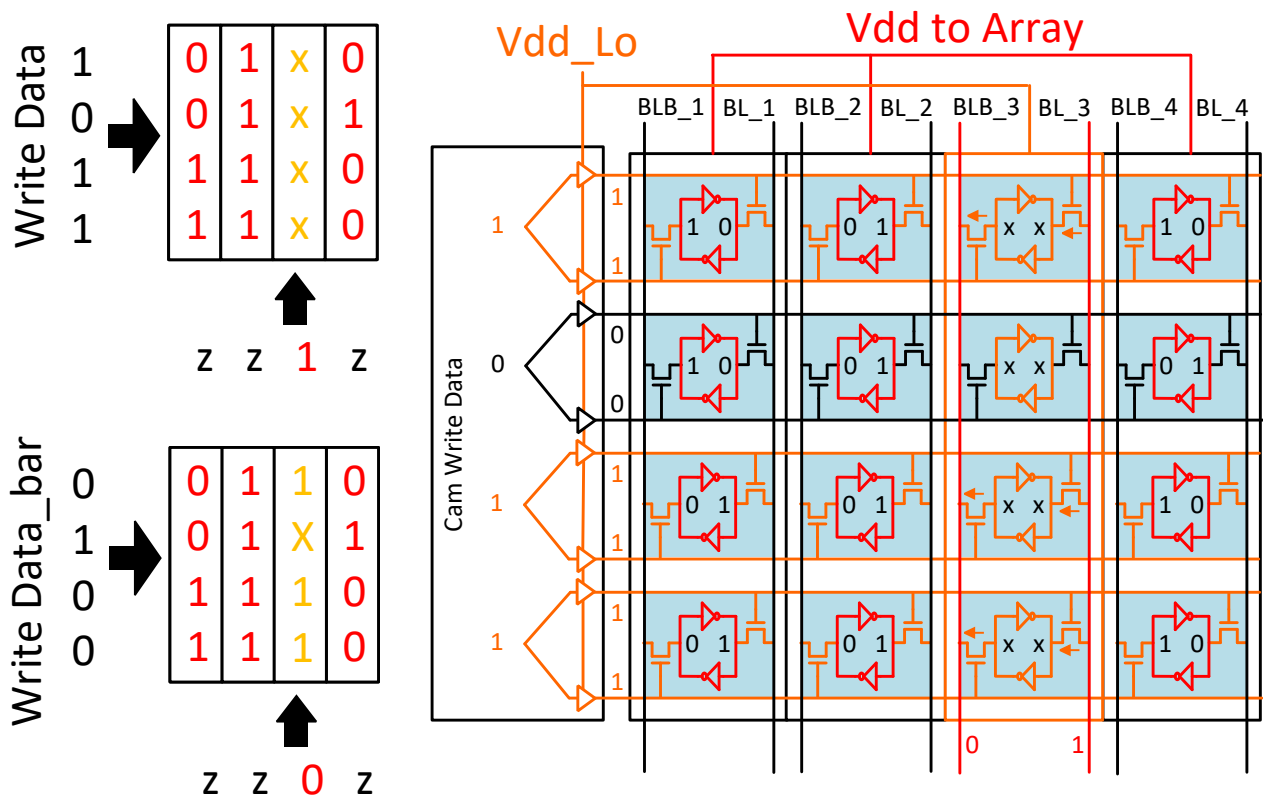 Write Data
1
0
1
1
0 1 x 0
0 1 x 1
1 1 x 0
1 1 x 0
z z 1 z
Write Data_bar
0
1
0
0
0 1 1 0
0 1 X 1
1 1 1 0
1 1 1 0
z z 0 z
Vdd_Lo
Vdd to Array
BLB_1 BL_1 BLB_2 BL_2 BLB_3 BL_3 BLB_4 BL_4
Cam Write Data
1
1
1 0 0 1 x x 1 0
1
0
0
1 0 0 1 x x 0 1
0
1
1
0 1 0 1 x x 1 0
1
1
1
0 1 0 1 x x 1 0
1
0 1